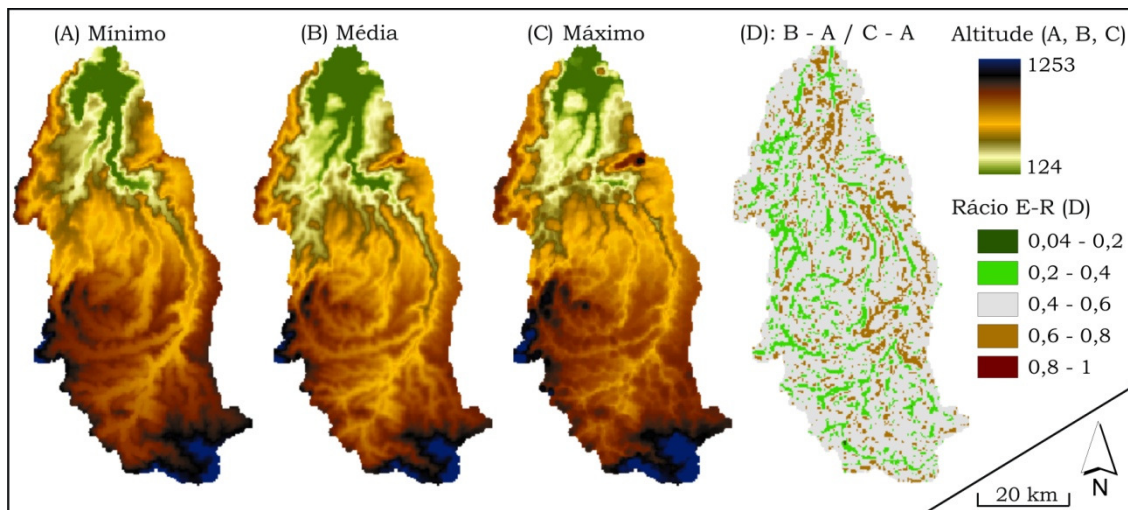 (A) Mínimo
(B) Média
(C) Máximo
(D): B - A / C - A
Altitude (A, B, C)
1253
124
Rácio E-R (D)
0,04 - 0,2
0,2 - 0,4
0,4 - 0,6
0,6 - 0,8
0,8 - 1
20 km
N